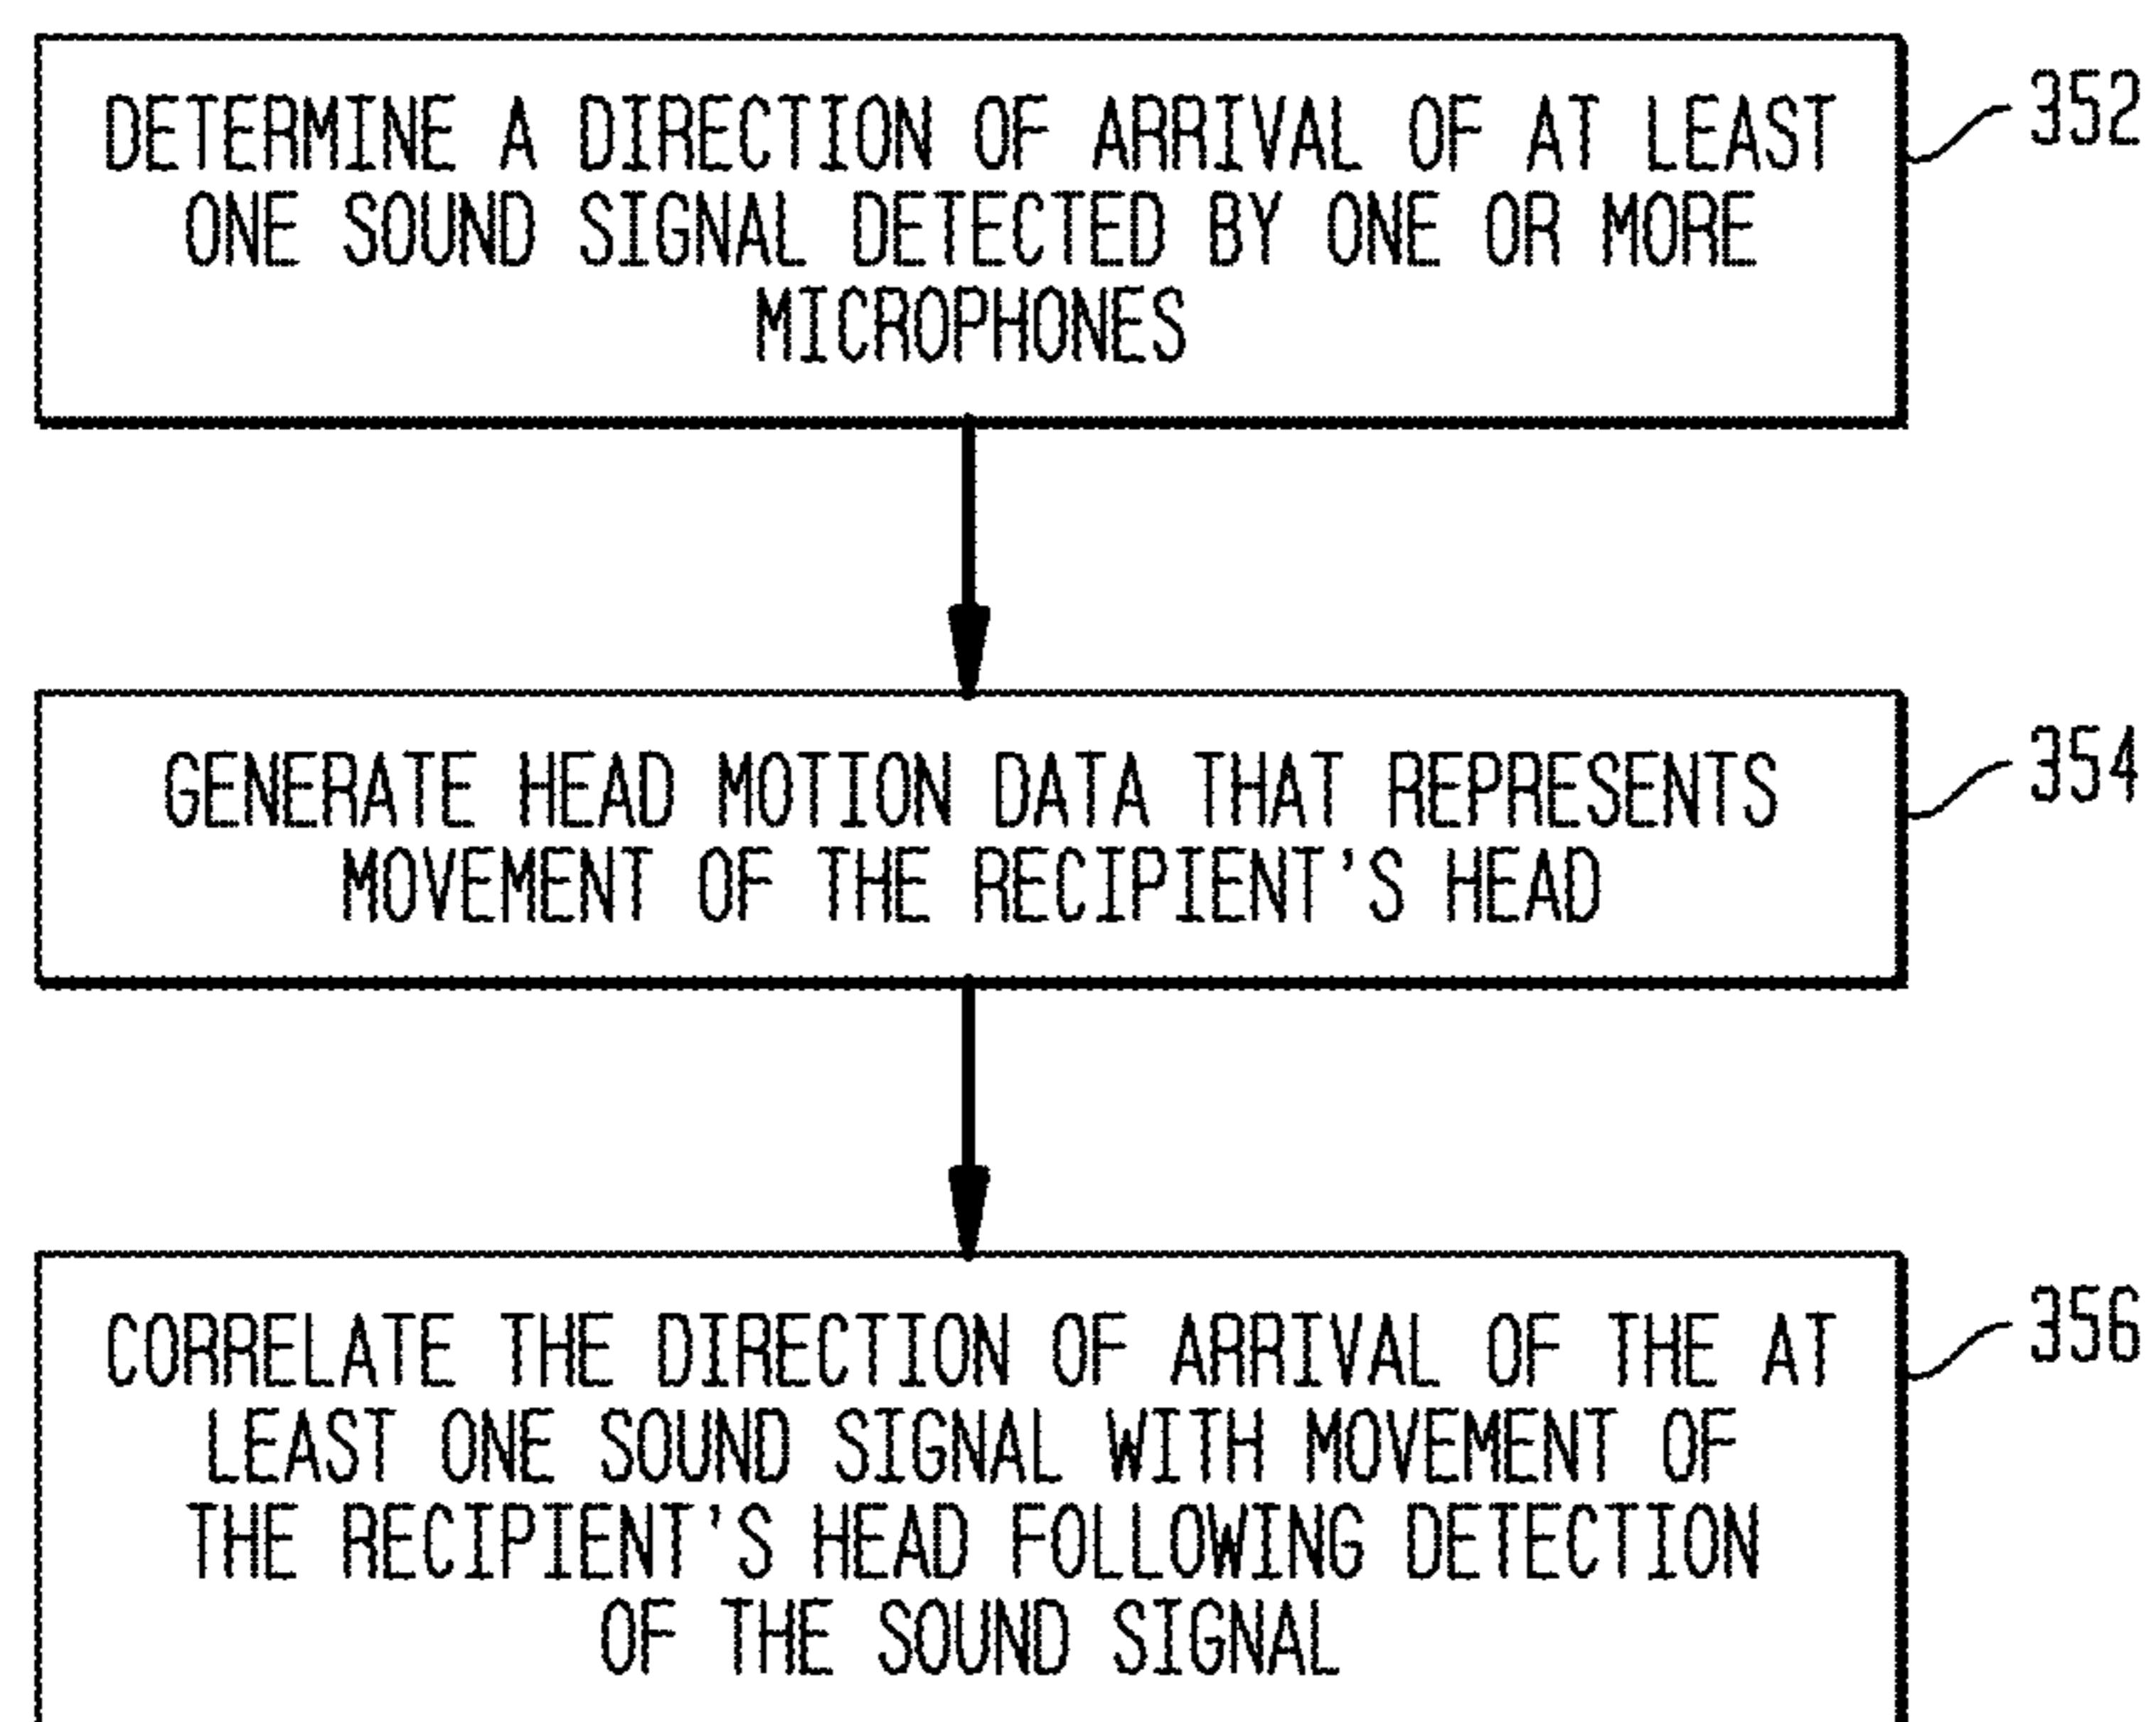 DETERMINE A DIRECTION OF ARRIVAL OF AT LEAST
ONE SOUND SIGNAL DETECTED BY ONE OR MORE
MICROPHONES
352
GENERATE HEAD MOTION DATA THAT REPRESENTS
MOVEMENT OF THE RECIPIENT'S HEAD
354
CORRELATE THE DIRECTION OF ARRIVAL OF THE AT
LEAST ONE SOUND SIGNAL WITH MOVEMENT OF
THE RECIPIENT'S HEAD FOLLOWING DETECTION
OF THE SOUND SIGNAL
356